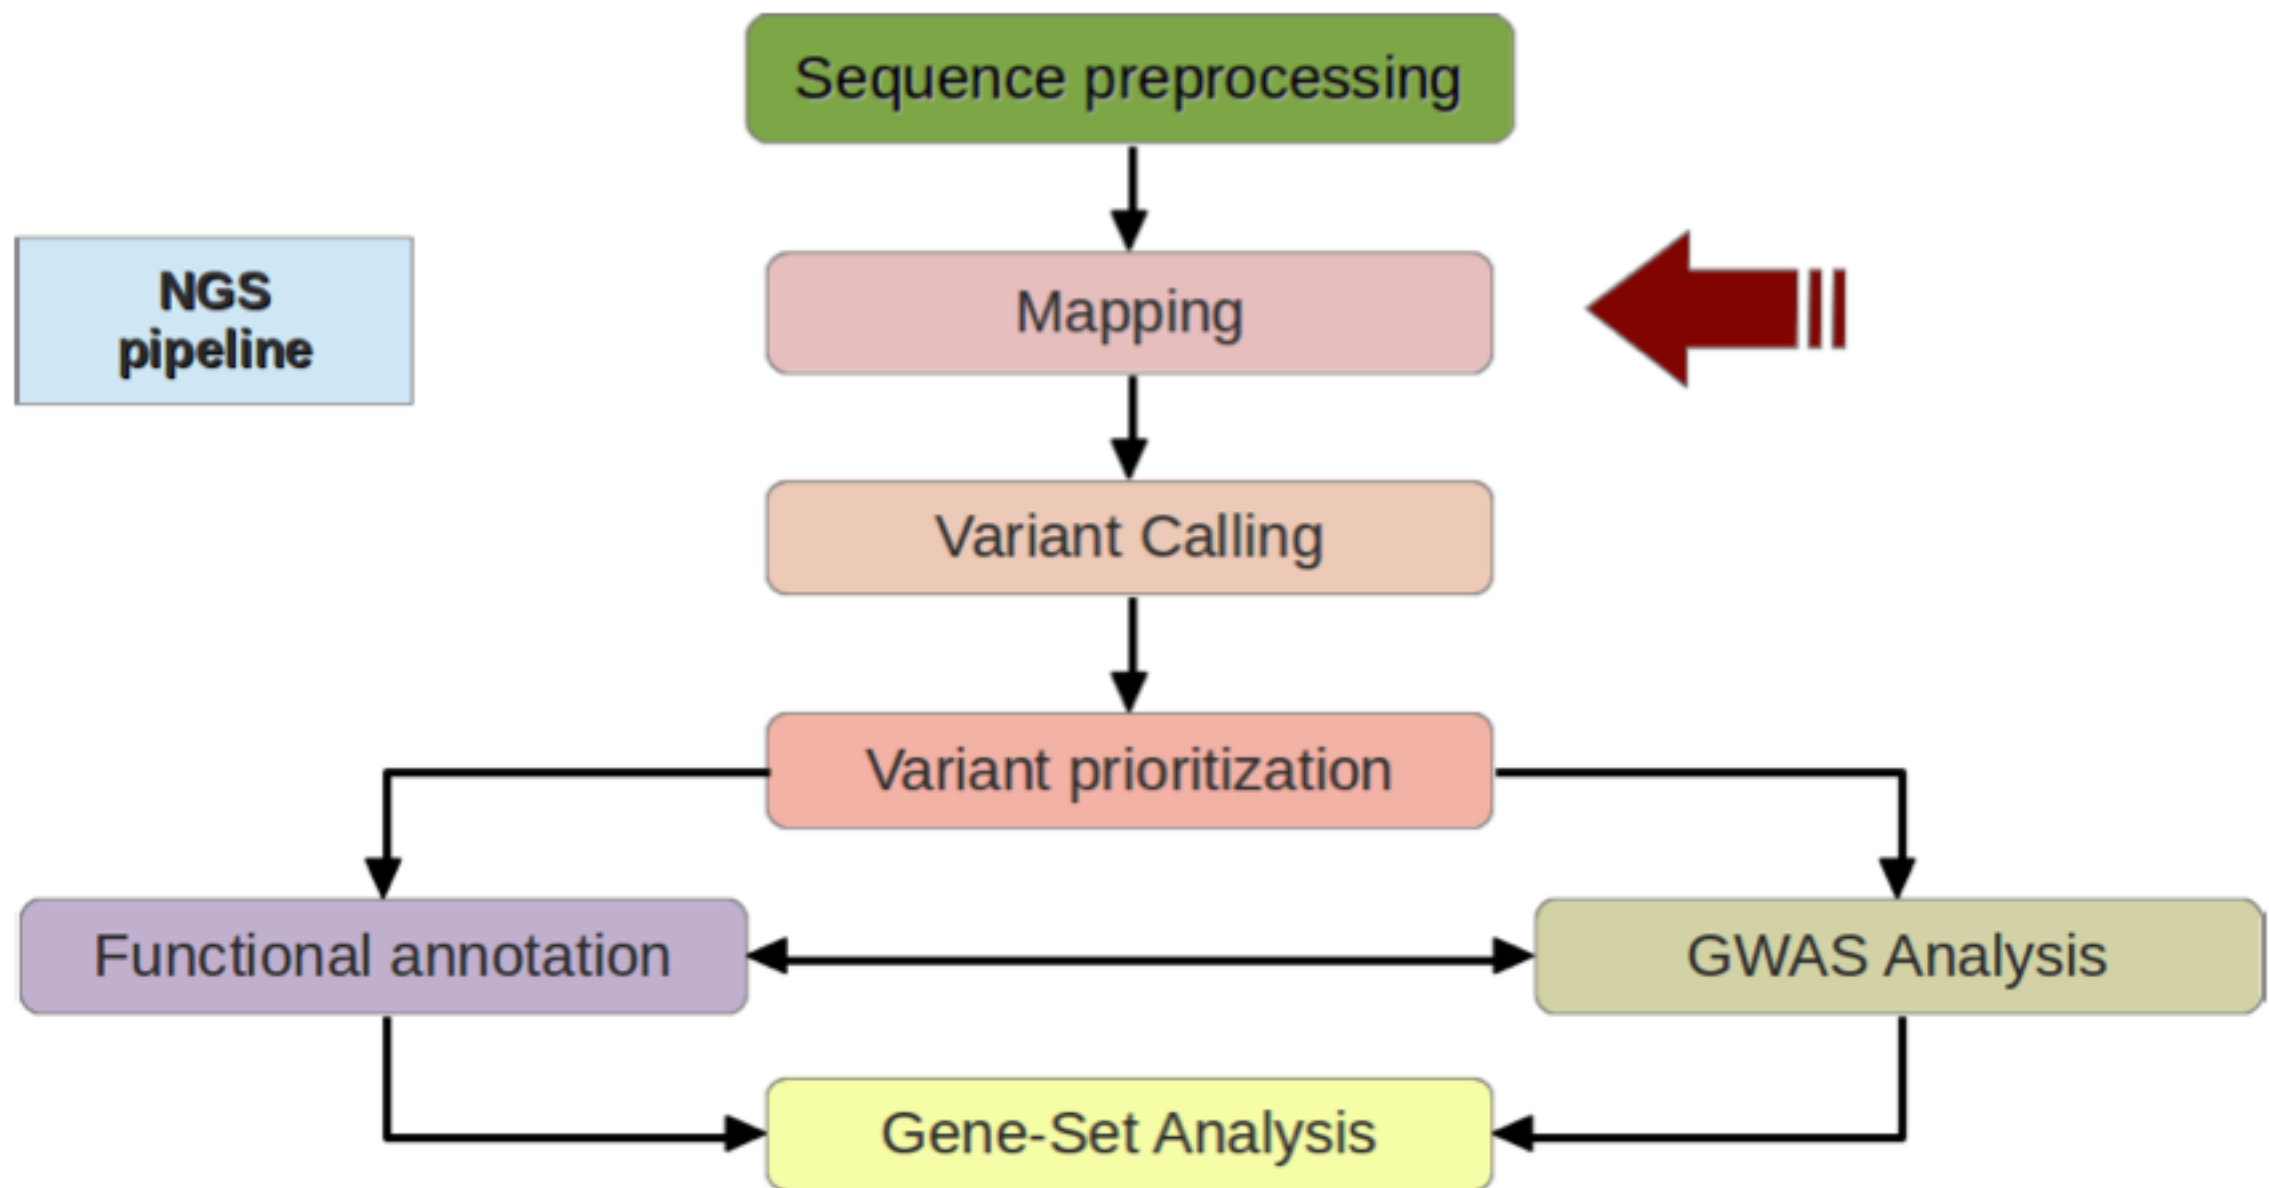 Sequence preprocessing
NGS
pipeline
Mapping
Variant Calling
Variant prioritization
Functional annotation
GWAS Analysis
Gene-Set Analysis